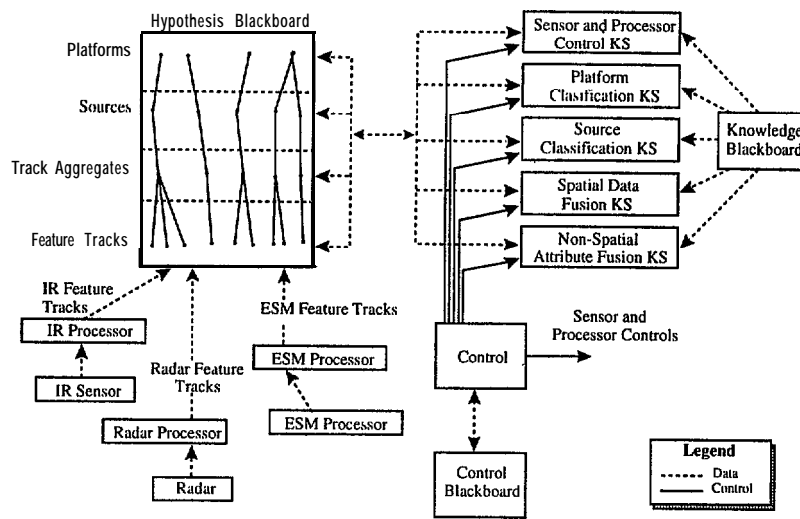 Hypothesis Blackboard
Platforms
Sources
Track Aggregates
Feature Tracks
IR Feature
Tracks
IR Processor
IR Sensor
Radar Feature
Tracks
Radar Processor
Radar
ESM Feature Tracks
ESM Processor
ESM Processor
Sensor and Processor
Control KS
Platform
Clasification KS
Source
Classification KS
Spatial Data
Fusion KS
Non-Spatial
Attribute Fusion KS
Knowledge
Blackboard
Control
Sensor and
Processor Controls
Control
Blackboard
Legend
Data
Control